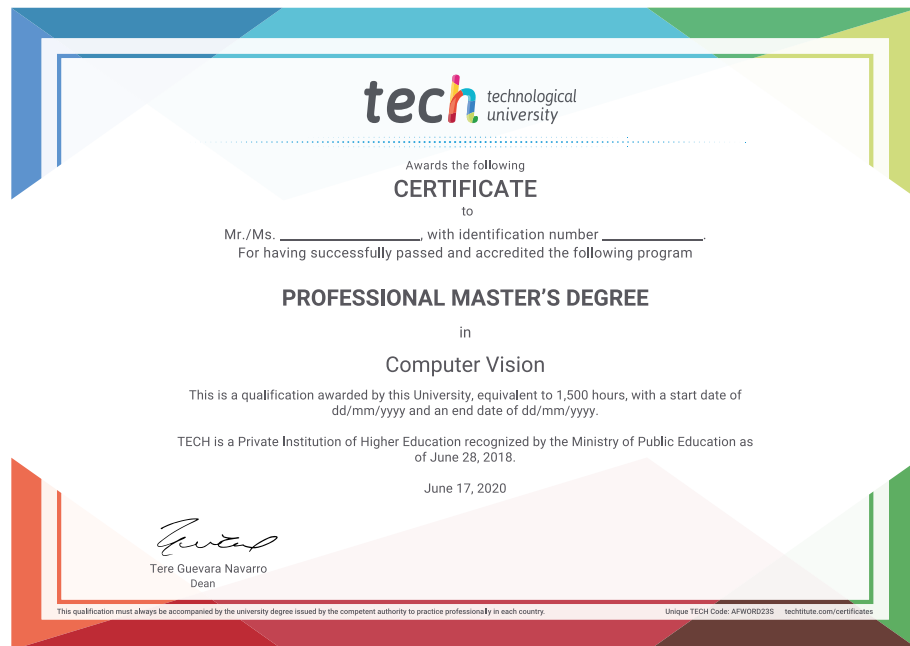 tech technological
university
Awards the following
CERTIFICATE
to
Mr./Ms. ____________________, with identification number ______________.
For having successfully passed and accredited the following program
PROFESSIONAL MASTER'S DEGREE
in
Computer Vision
This is a qualification awarded by this University, equivalent to 1,500 hours, with a start date of
dd/mm/yyyy and an end date of dd/mm/yyyy.
TECH is a Private Institution of Higher Education recognized by the Ministry of Public Education as
of June 28, 2018.
June 17, 2020
Tere Guevara Navarro
Dean
This qualification must always be accompanied by the university degree issued by the competent authority to practice professionally in each country.
Unique TECH Code: AFWORD23S techtitute.com/certificates